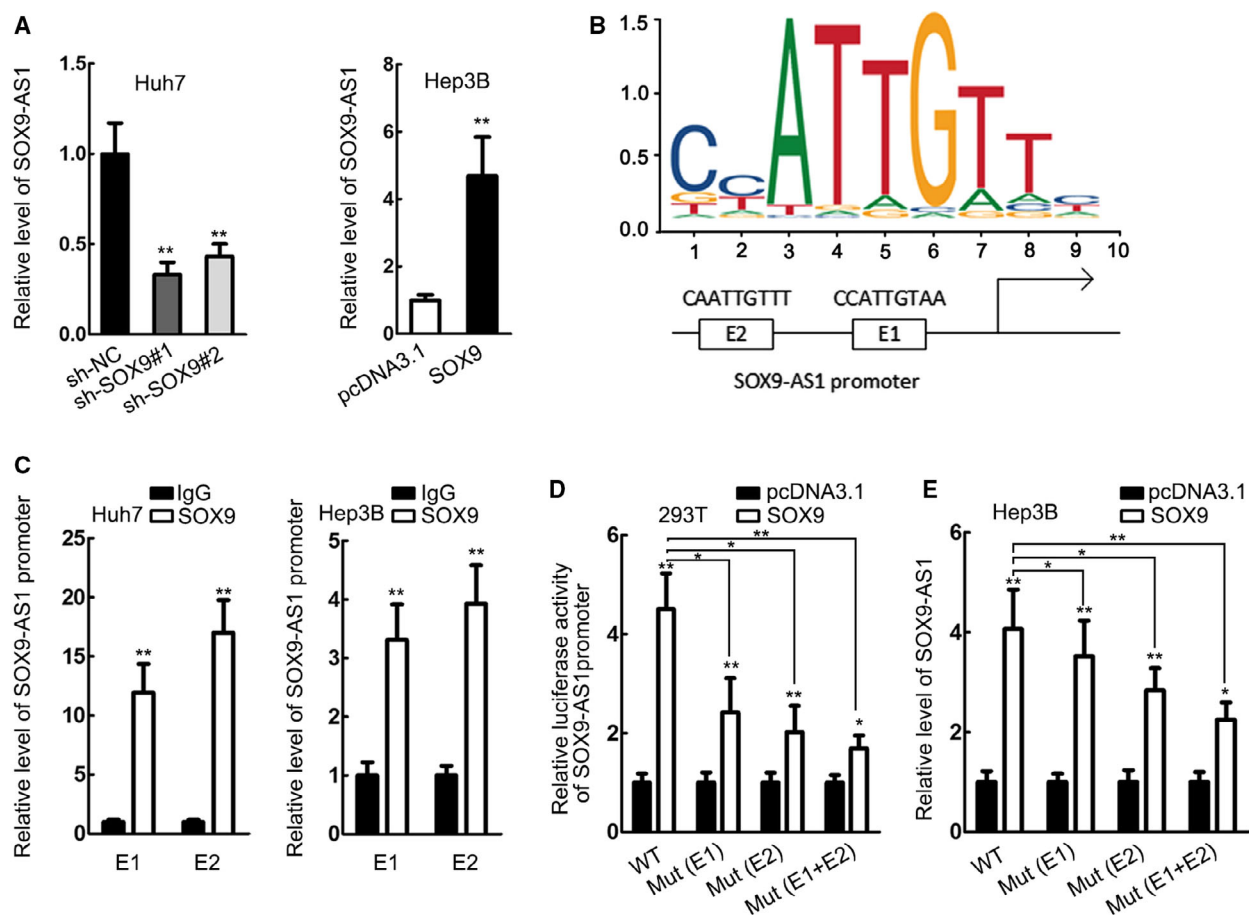 A
Relative level of SOX9-AS1
1.5
1.0
0.5
0.0
Huh7
**
**
sh-NC
sh-SOX9#1
sh-SOX9#2
Relative level of SOX9-AS1
8
6
4
2
0
Hep3B
**
pcDNA3.1
SOX9
B
1.5
1.0
0.5
0.0
1 2 3 4 5 6 7 8 9 10
CAATTGTTT CCATTGTAA
E2 E1
SOX9-AS1 promoter
C
Relative level of SOX9-AS1 promoter
IgG
SOX9
Huh7
25
20
15
10
5
0
**
**
E1 E2
Relative level of SOX9-AS1 promoter
IgG
SOX9
Hep3B
5
4
3
2
1
0
**
**
E1 E2
D
Relative luciferase activity
of SOX9-AS1promoter
pcDNA3.1
SOX9
293T
6
4
2
0
**
*
*
**
**
**
*
WT
Mut (E1)
Mut (E2)
Mut (E1+E2)
E
Relative level of SOX9-AS1
pcDNA3.1
SOX9
Hep3B
6
4
2
0
**
*
*
**
**
**
*
WT
Mut (E1)
Mut (E2)
Mut (E1+E2)